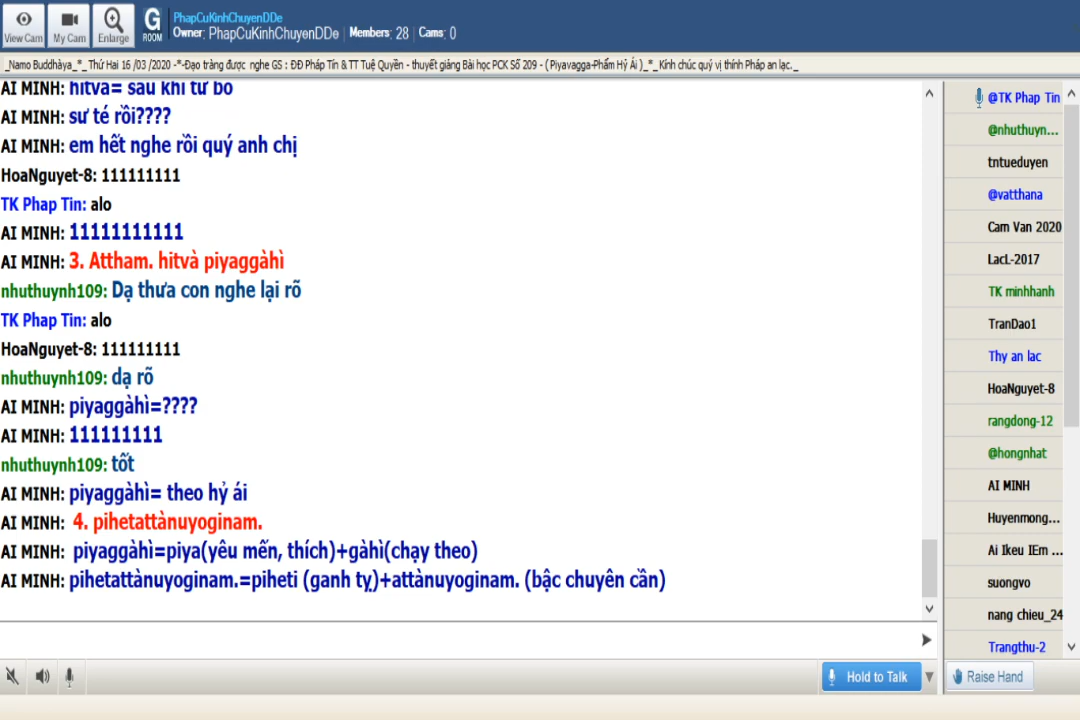 View Cam
My Cam
Enlarge
G
ROOM
PhapCuKinhChuyenDDe
Owner: PhapCuKinhChuyenDDe | Members: 28 | Cams: 0
_Namo Buddhàya_*_ Thứ Hai 16 /03 /2020 -*-Đạo tràng được nghe GS : ĐĐ Pháp Tín & TT Tuệ Quyền - thuyết giảng Bài học PCK Số 209 - ( Piyavagga-Phẩm Hỷ Ái )_*_ Kính chúc quý vị thính Pháp an lạc._
AI MINH: hitvà= sau khi từ bỏ
AI MINH: sư té rồi????
AI MINH: em hết nghe rồi quý anh chị
HoaNguyet-8: 111111111
TK Phap Tin: alo
AI MINH: 11111111111
AI MINH: 3. Attham. hitvà piyaggàhì
nhuthuynh109: Dạ thưa con nghe lại rõ
TK Phap Tin: alo
HoaNguyet-8: 111111111
nhuthuynh109: dạ rõ
AI MINH: piyaggàhì=????
AI MINH: 111111111
nhuthuynh109: tốt
AI MINH: piyaggàhì= theo hỷ ái
AI MINH: 4. pihetattànuyoginam.
AI MINH: piyaggàhì=piya(yêu mến, thích)+gàhì(chạy theo)
AI MINH: pihetattànuyoginam.=piheti (ganh tỵ)+attànuyoginam. (bậc chuyên cần)
@TK Phap Tin
@nhuthuyn...
tntueduyen
@vatthana
Cam Van 2020
LacL-2017
TK minhhanh
TranDao1
Thy an lac
HoaNguyet-8
rangdong-12
@hongnhat
AI MINH
Huyenmong...
Ai Ikeu IEm ...
suongvo
nang chieu_24
Trangthu-2
Hold to Talk
Raise Hand